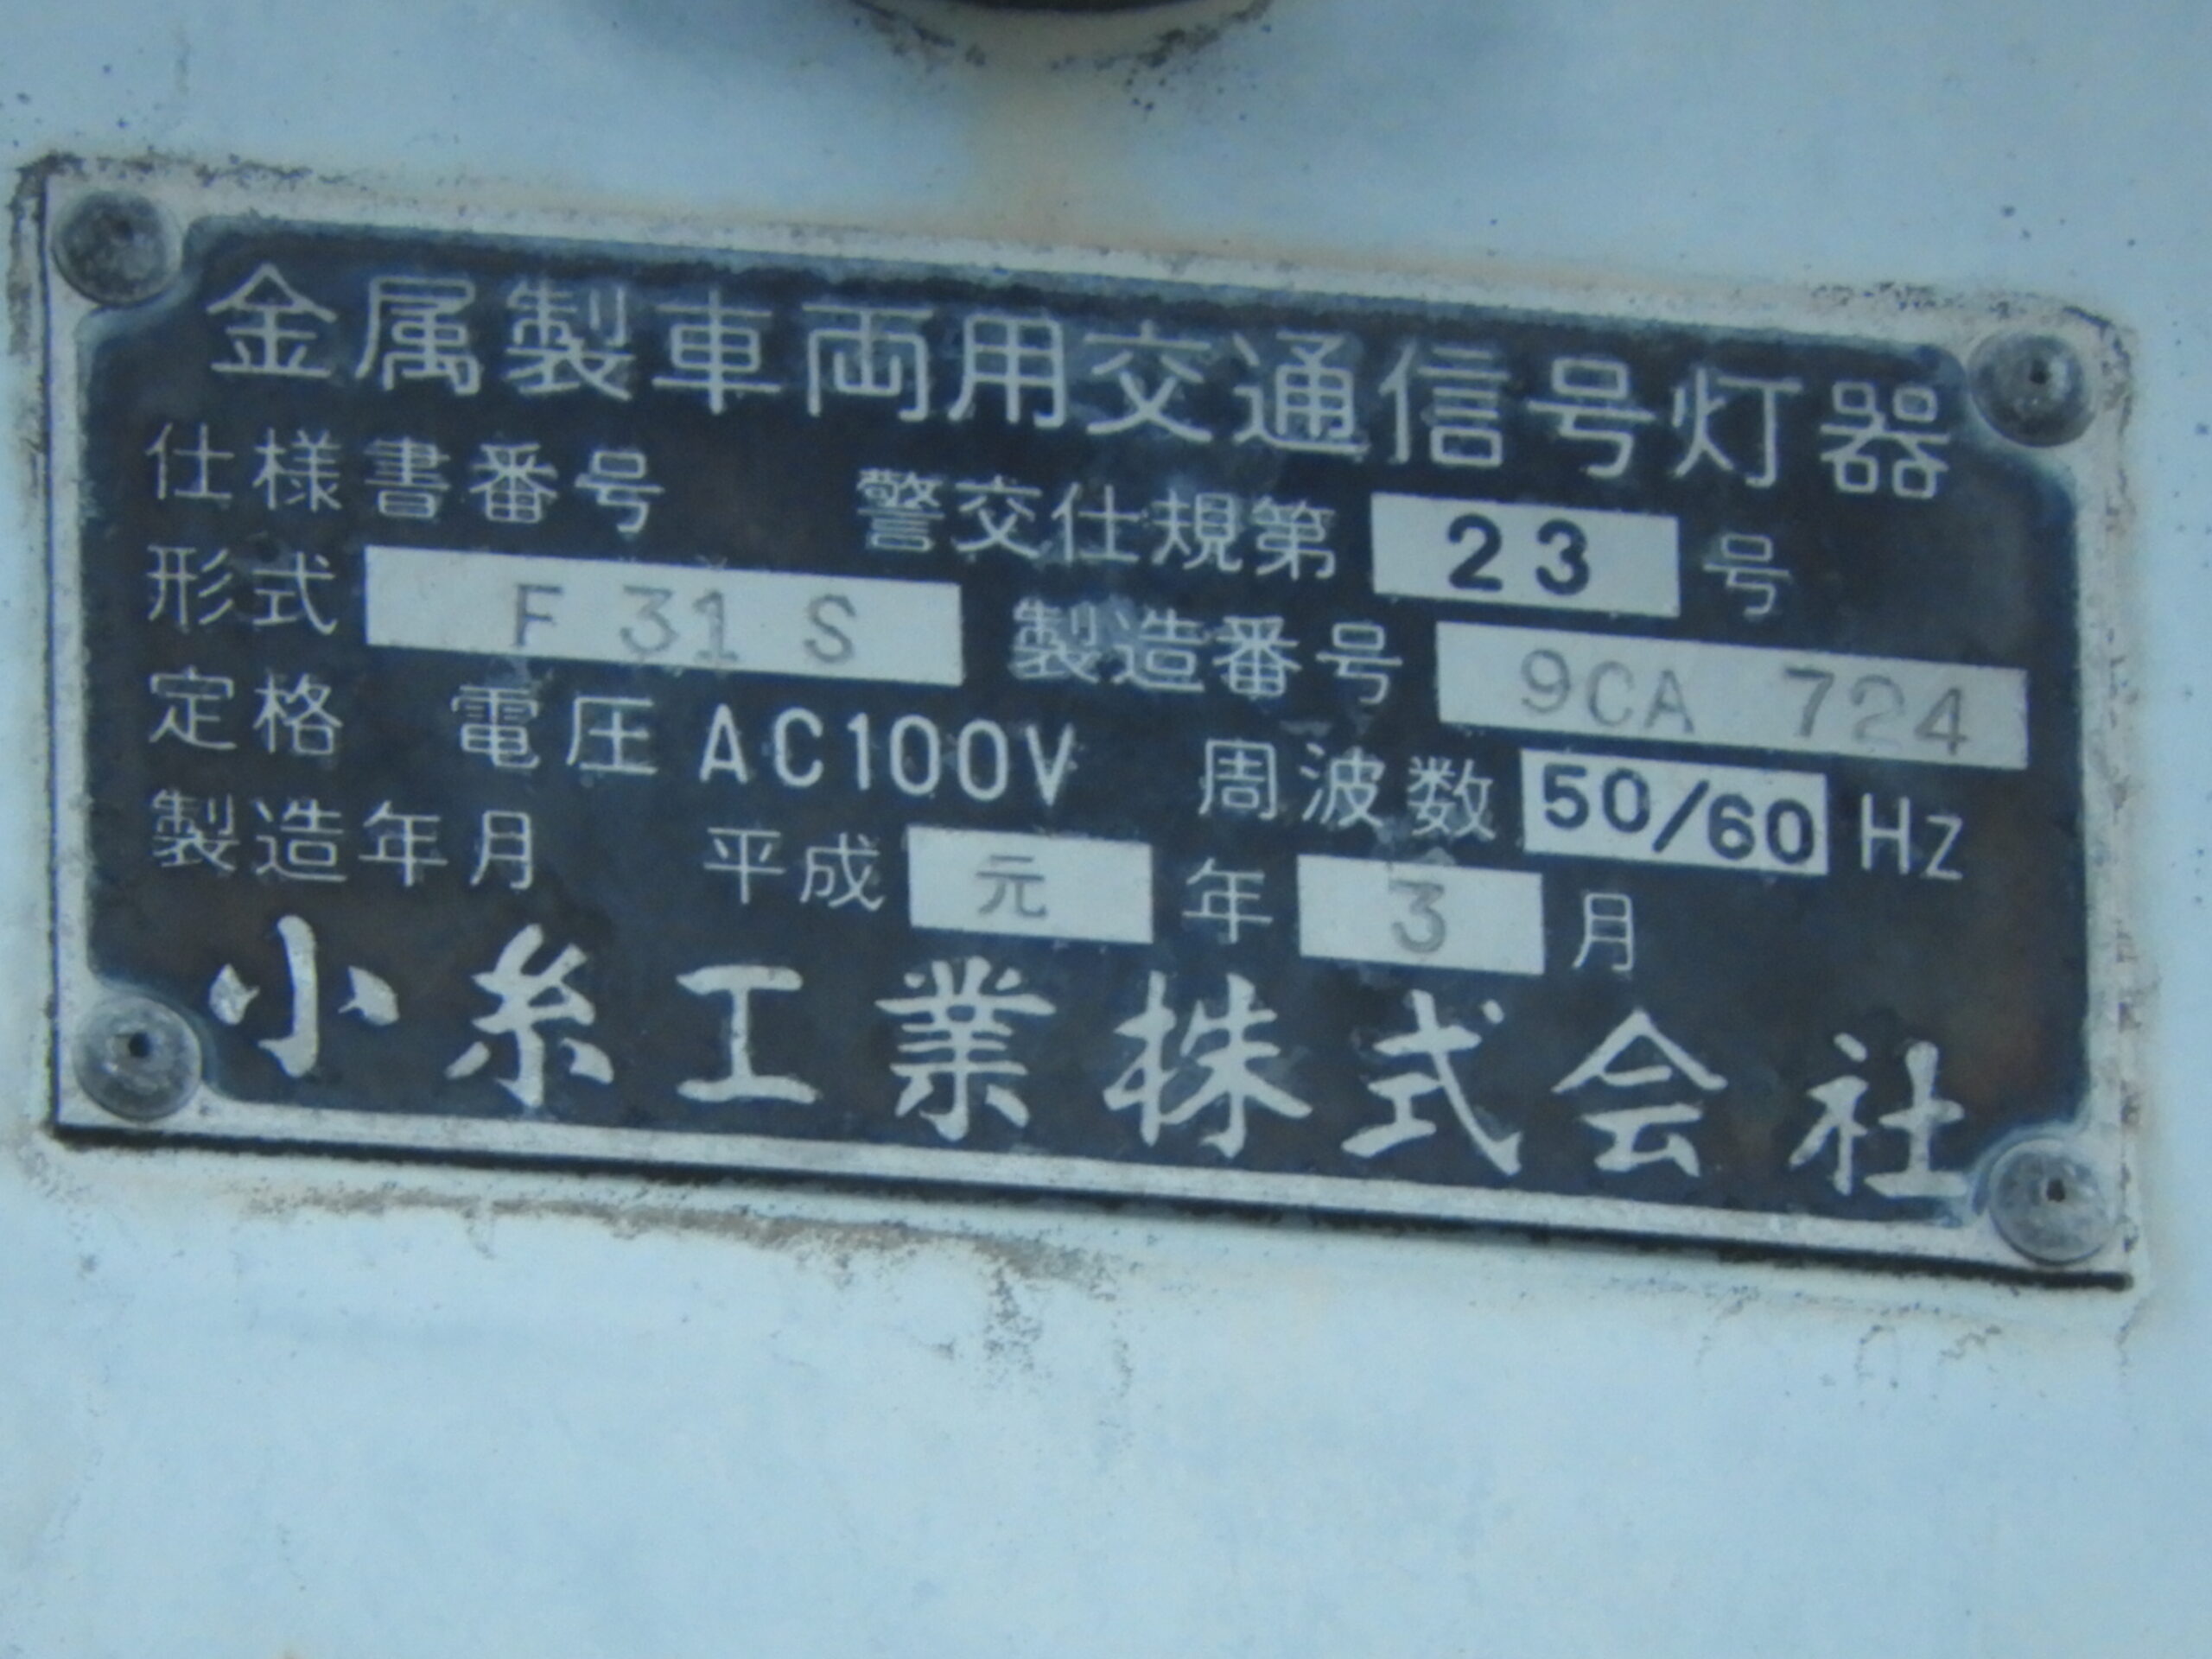 金属製車両用交通信号灯器
仕様書番号 警交仕規第 23 号
形式 F 31 S 製造番号 9CA 724
定格 電圧 AC100V 周波数 50/60 Hz
製造年月 平成 元 年 3 月
小糸工業株式会社